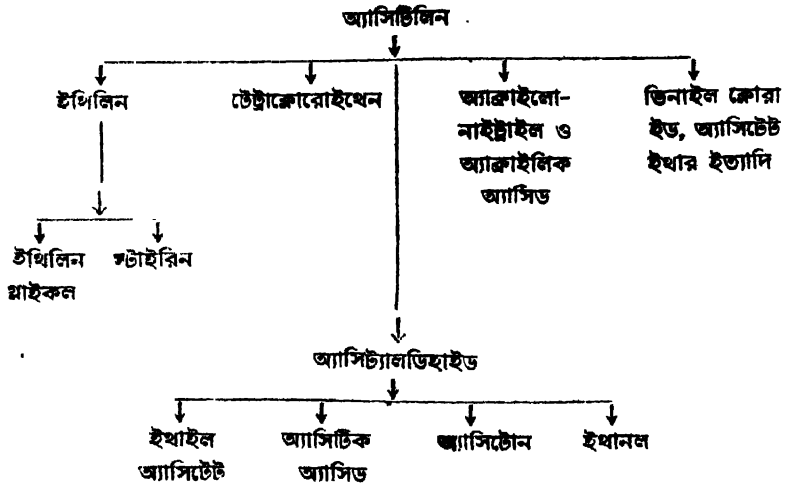 অ্যাসিটিলিন
ইথিলিন
টেট্রাক্লোরোইথেন
অ্যাক্রাইলো-
নাইট্রাইল ও
অ্যাক্রাইলিক
অ্যাসিড
ভিনাইল ক্লোরা
ইড, অ্যাসিটেট
ইথার ইত্যাদি
ইথিলিন
গ্লাইকল
স্টাইরিন
অ্যাসিট্যালডিহাইড
ইথাইল
অ্যাসিটেট
অ্যাসিটিক
অ্যাসিড
অ্যাসিটোন
ইথানল